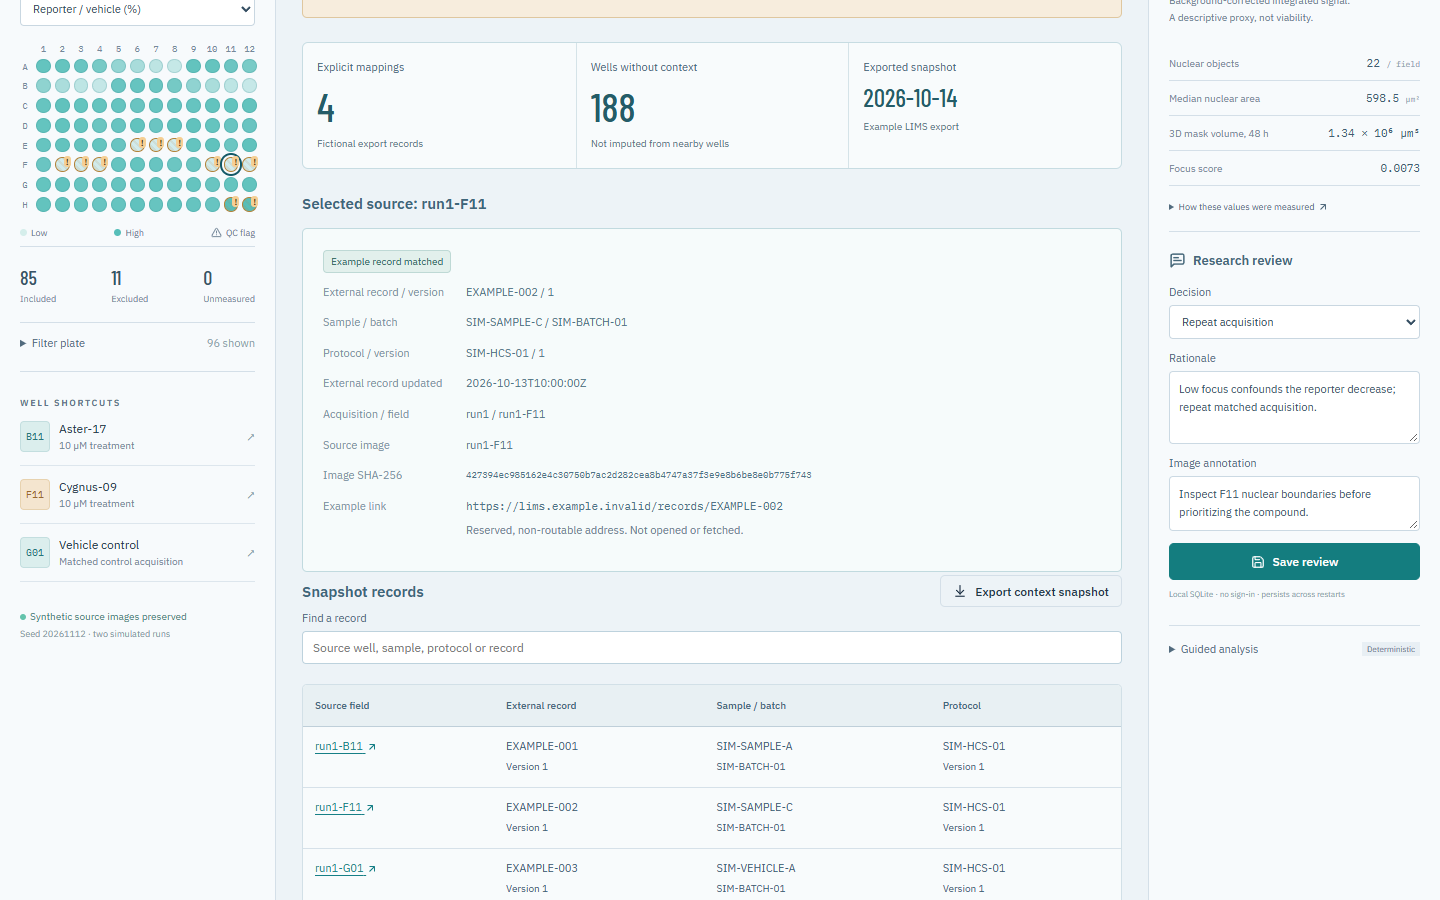 Reporter / vehicle (%)
1 2 3 4 5 6 7 8 9 10 11 12
A
B
C
D
E ! ! !
F ! ! ! ! ! !
G
H ! !
Low High QC flag
85 11 0
Included Excluded Unmeasured
Filter plate 96 shown
WELL SHORTCUTS
B11 Aster-17
10 µM treatment
F11 Cygnus-09
10 µM treatment
G01 Vehicle control
Matched control acquisition
Synthetic source images preserved
Seed 20261112 · two simulated runs
Explicit mappings
4
Fictional export records
Wells without context
188
Not imputed from nearby wells
Exported snapshot
2026-10-14
Example LIMS export
Selected source: run1-F11
Example record matched
External record / version EXAMPLE-002 / 1
Sample / batch SIM-SAMPLE-C / SIM-BATCH-01
Protocol / version SIM-HCS-01 / 1
External record updated 2026-10-13T10:00:00Z
Acquisition / field run1 / run1-F11
Source image run1-F11
Image SHA-256 427394ec985162e4c30750b7ac2d282cea8b4747a37f3e9e8b6be8e0b775f743
Example link https://lims.example.invalid/records/EXAMPLE-002
Reserved, non-routable address. Not opened or fetched.
Snapshot records
Export context snapshot
Find a record
Source well, sample, protocol or record
Source field External record Sample / batch Protocol
run1-B11 EXAMPLE-001 SIM-SAMPLE-A SIM-HCS-01
Version 1 SIM-BATCH-01 Version 1
run1-F11 EXAMPLE-002 SIM-SAMPLE-C SIM-HCS-01
Version 1 SIM-BATCH-01 Version 1
run1-G01 EXAMPLE-003 SIM-VEHICLE-A SIM-HCS-01
Version 1 SIM-BATCH-01 Version 1
Background-corrected integrated signal.
A descriptive proxy, not viability.
Nuclear objects 22 / field
Median nuclear area 598.5 µm²
3D mask volume, 48 h 1.34 × 10⁶ µm³
Focus score 0.0073
How these values were measured
Research review
Decision
Repeat acquisition
Rationale
Low focus confounds the reporter decrease;
repeat matched acquisition.
Image annotation
Inspect F11 nuclear boundaries before
prioritizing the compound.
Save review
Local SQLite · no sign-in · persists across restarts
Guided analysis Deterministic